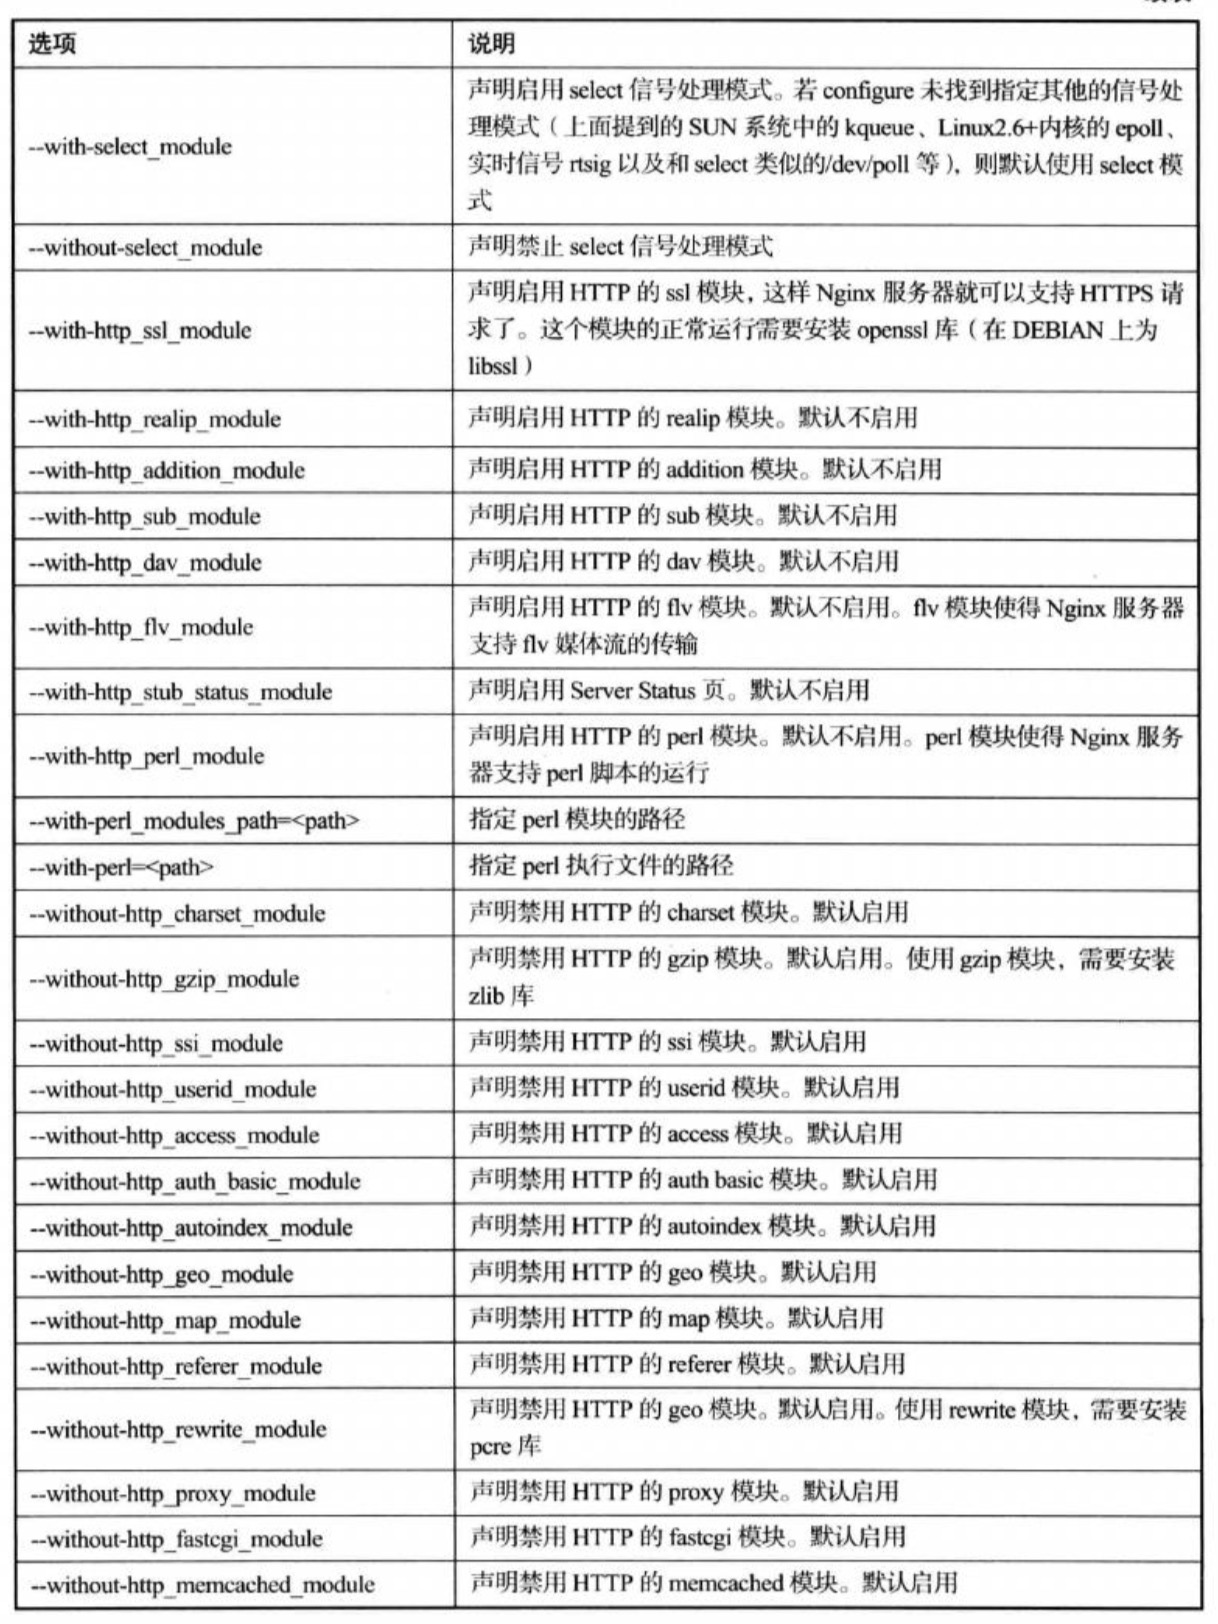 选项 说明
--with-select_module
声明启用 select 信号处理模式。若 configure 未找到指定其他的信号处
理模式（上面提到的 SUN 系统中的 kqueue、Linux2.6+内核的 epoll、
实时信号 rtsig 以及和 select 类似的/dev/poll 等），则默认使用 select 模
式
--without-select_module 声明禁止 select 信号处理模式
--with-http_ssl_module
声明启用 HTTP 的 ssl 模块，这样 Nginx 服务器就可以支持 HTTPS 请
求了。这个模块的正常运行需要安装 openssl 库（在 DEBIAN 上为
libssl）
--with-http_realip_module 声明启用 HTTP 的 realip 模块。默认不启用
--with-http_addition_module 声明启用 HTTP 的 addition 模块。默认不启用
--with-http_sub_module 声明启用 HTTP 的 sub 模块。默认不启用
--with-http_dav_module 声明启用 HTTP 的 dav 模块。默认不启用
--with-http_flv_module
声明启用 HTTP 的 flv 模块。默认不启用。flv 模块使得 Nginx 服务器
支持 flv 媒体流的传输
--with-http_stub_status_module 声明启用 Server Status 页。默认不启用
--with-http_perl_module
声明启用 HTTP 的 perl 模块。默认不启用。perl 模块使得 Nginx 服务
器支持 perl 脚本的运行
--with-perl_modules_path=<path> 指定 perl 模块的路径
--with-perl=<path> 指定 perl 执行文件的路径
--without-http_charset_module 声明禁用 HTTP 的 charset 模块。默认启用
--without-http_gzip_module
声明禁用 HTTP 的 gzip 模块。默认启用。使用 gzip 模块，需要安装
zlib 库
--without-http_ssi_module 声明禁用 HTTP 的 ssi 模块。默认启用
--without-http_userid_module 声明禁用 HTTP 的 userid 模块。默认启用
--without-http_access_module 声明禁用 HTTP 的 access 模块。默认启用
--without-http_auth_basic_module 声明禁用 HTTP 的 auth basic 模块。默认启用
--without-http_autoindex_module 声明禁用 HTTP 的 autoindex 模块。默认启用
--without-http_geo_module 声明禁用 HTTP 的 geo 模块。默认启用
--without-http_map_module 声明禁用 HTTP 的 map 模块。默认启用
--without-http_referer_module 声明禁用 HTTP 的 referer 模块。默认启用
--without-http_rewrite_module
声明禁用 HTTP 的 geo 模块。默认启用。使用 rewrite 模块，需要安装
pcre 库
--without-http_proxy_module 声明禁用 HTTP 的 proxy 模块。默认启用
--without-http_fastcgi_module 声明禁用 HTTP 的 fastcgi 模块。默认启用
--without-http_memcached_module 声明禁用 HTTP 的 memcached 模块。默认启用